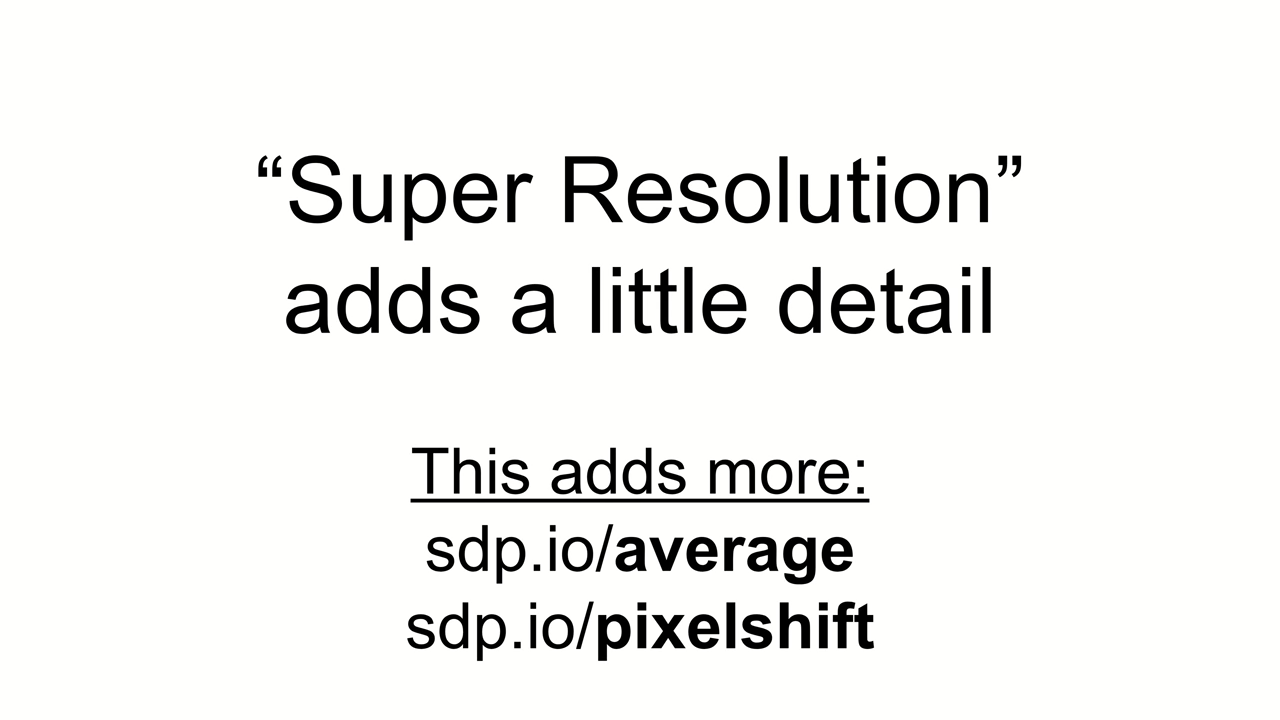 “Super Resolution”
adds a little detail
This adds more:
sdp.io/average
sdp.io/pixelshift